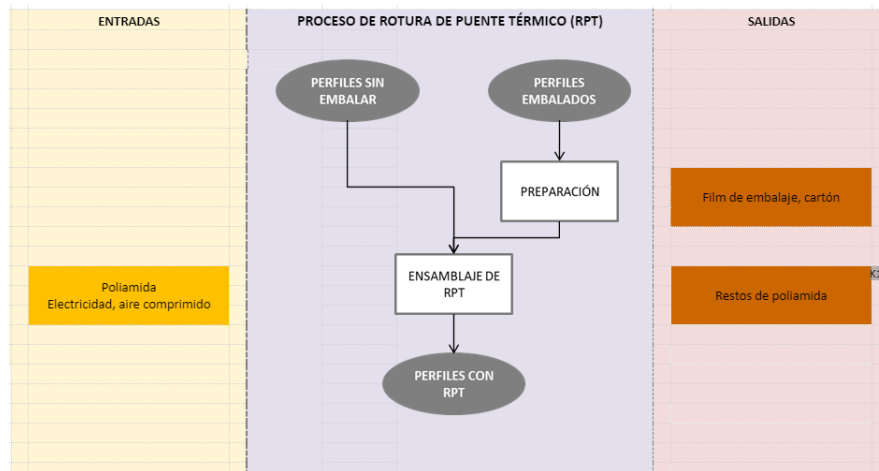 ENTRADAS
PROCESO DE ROTURA DE PUENTE TÉRMICO (RPT)
SALIDAS
PERFILES SIN
EMBALAR
PERFILES
EMBALADOS
PREPARACIÓN
Film de embalaje, cartón
Poliamida
Electricidad, aire comprimido
ENSAMBLAJE DE
RPT
Restos de poliamida
PERFILES CON
RPT